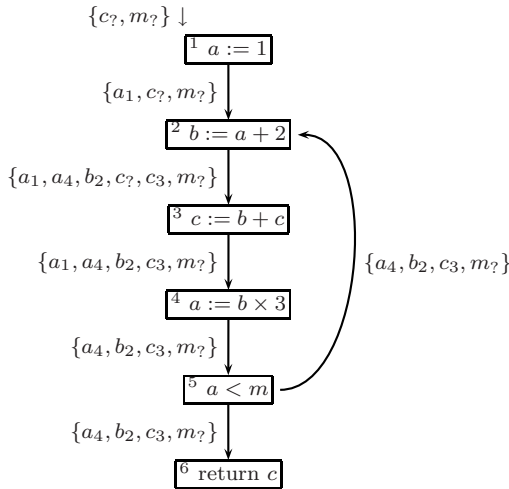 {c?, m?} ↓
1 a := 1
{a1, c?, m?}
2 b := a + 2
{a1, a4, b2, c?, c3, m?}
3 c := b + c
{a1, a4, b2, c3, m?}
{a4, b2, c3, m?}
4 a := b × 3
{a4, b2, c3, m?}
5 a < m
{a4, b2, c3, m?}
6 return c